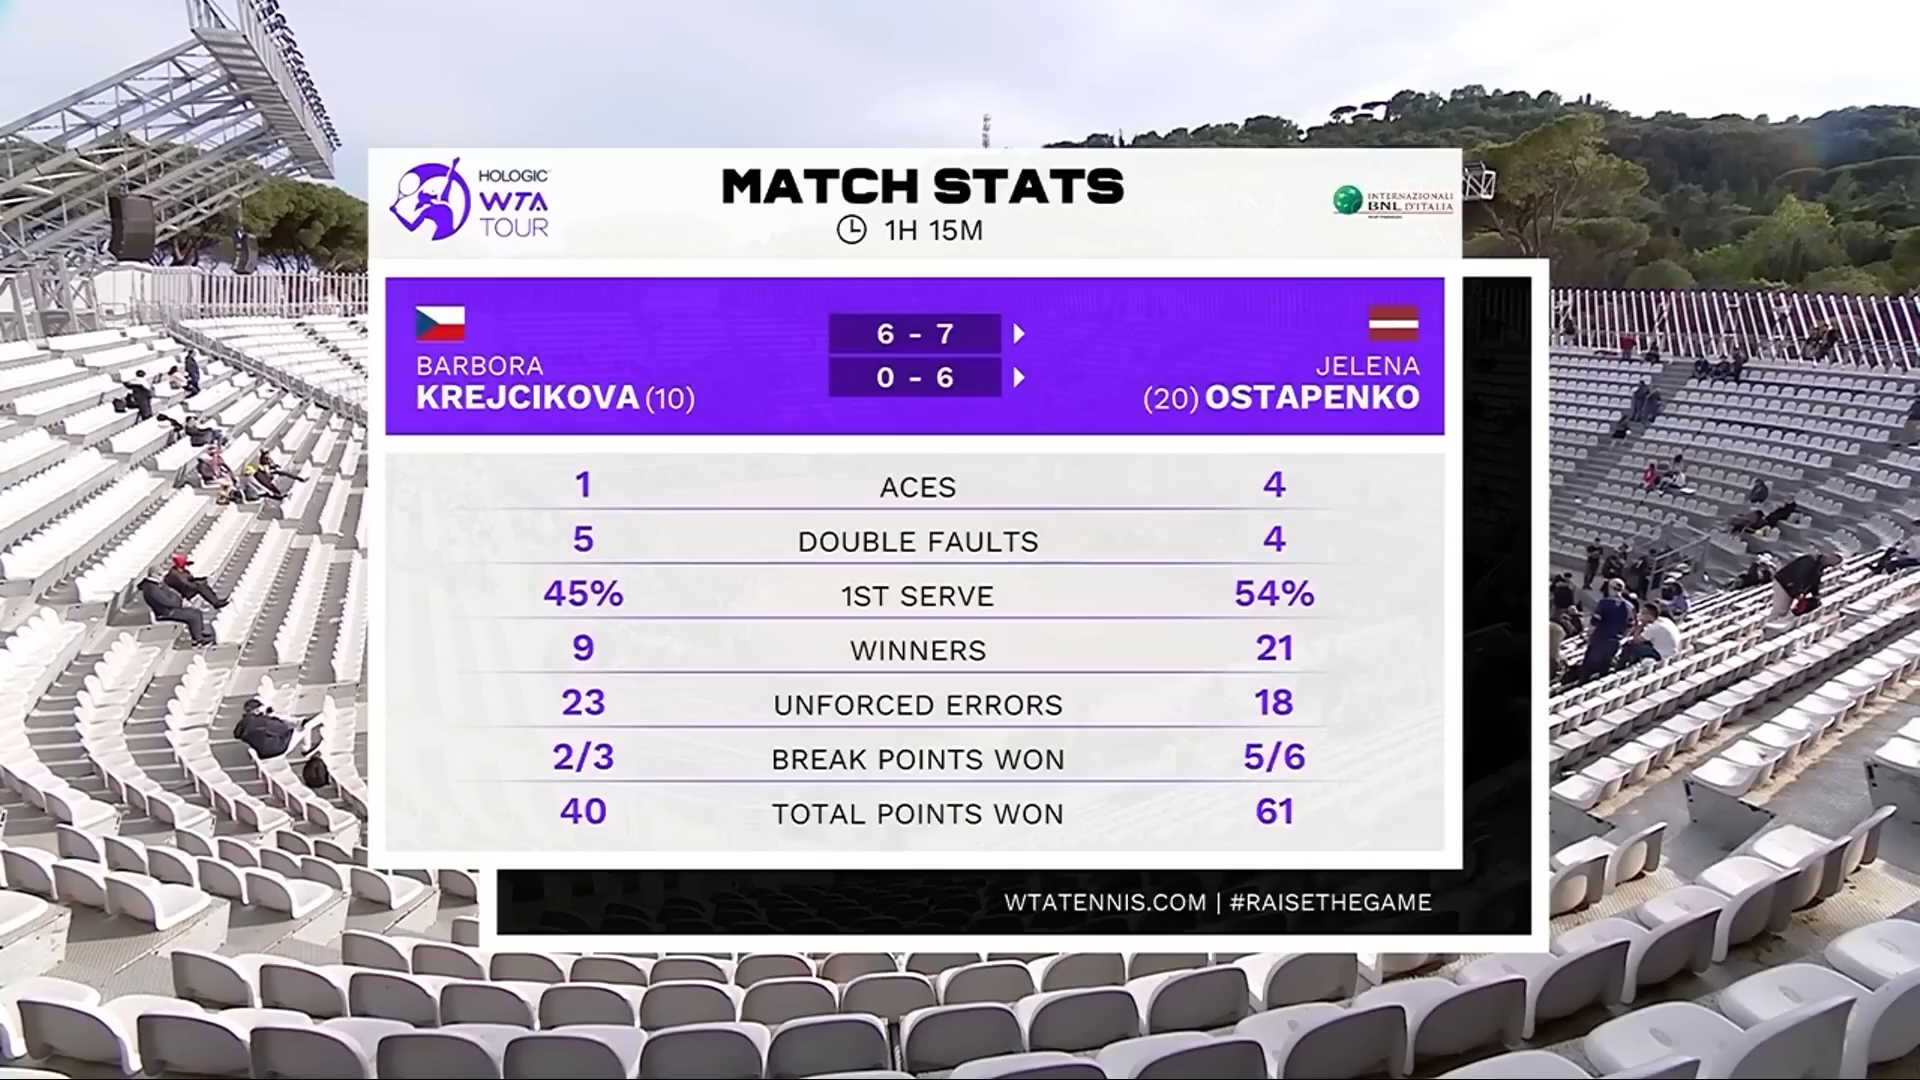 HOLOGIC
WTA
TOUR
MATCH STATS
1H 15M
INTERNAZIONALI
BNL D'ITALIA
BARBORA
KREJCIKOVA (10)
6 - 7
0 - 6
JELENA
(20) OSTAPENKO
1 ACES 4
5 DOUBLE FAULTS 4
45% 1ST SERVE 54%
9 WINNERS 21
23 UNFORCED ERRORS 18
2/3 BREAK POINTS WON 5/6
40 TOTAL POINTS WON 61
WTATENNIS.COM | #RAISETHEGAME